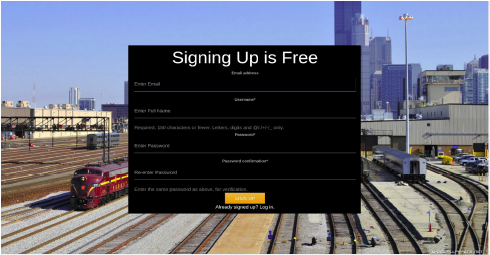 Signing Up is Free
Email address
Enter Email
Username*
Enter Full Name
Required. 150 characters or fewer. Letters, digits and @/./+/-/_ only.
Password*
Enter Password
Password confirmation*
Re-enter Password
Enter the same password as above, for verification.
SIGN UP
Already signed up? Log in.